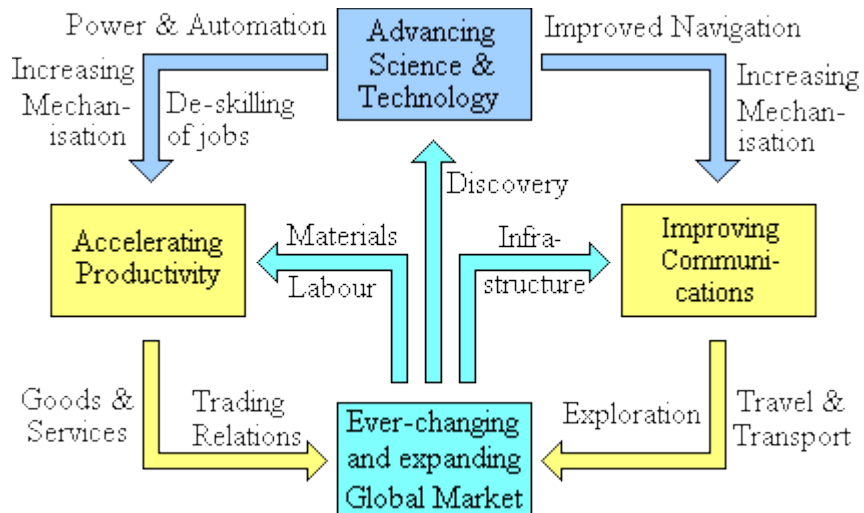 Power & Automation
Advancing
Science &
Technology
Improved Navigation
Increasing
Mechan-
isation
De-skilling
of jobs
Increasing
Mechan-
isation
Discovery
Accelerating
Productivity
Materials
Labour
Infra-
structure
Improving
Communi-
cations
Goods &
Services
Trading
Relations
Ever-changing
and expanding
Global Market
Exploration
Travel &
Transport